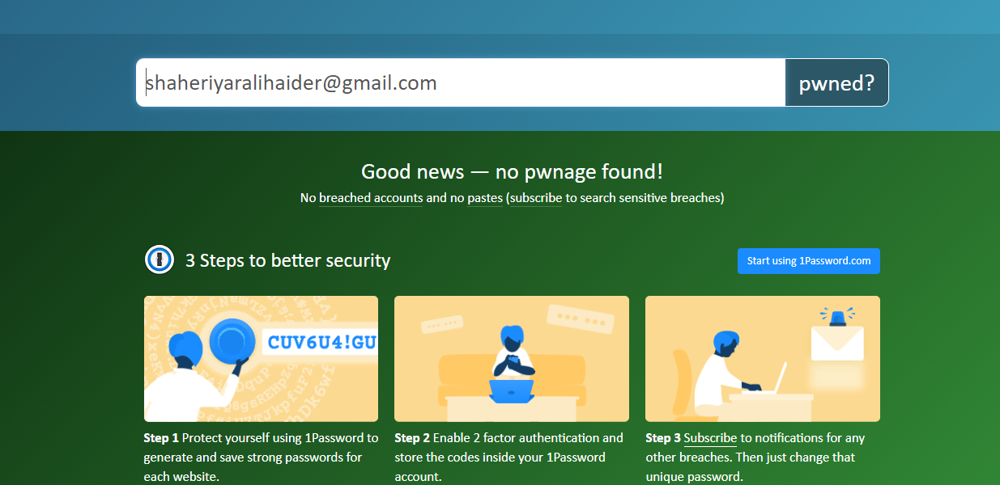 shaheriyaralihaider@gmail.com pwned?
Good news — no pwnage found!
No breached accounts and no pastes (subscribe to search sensitive breaches)
3 Steps to better security
Start using 1Password.com
CUV6U4!GU
Step 1 Protect yourself using 1Password to
generate and save strong passwords for
each website.
Step 2 Enable 2 factor authentication and
store the codes inside your 1Password
account.
Step 3 Subscribe to notifications for any
other breaches. Then just change that
unique password.